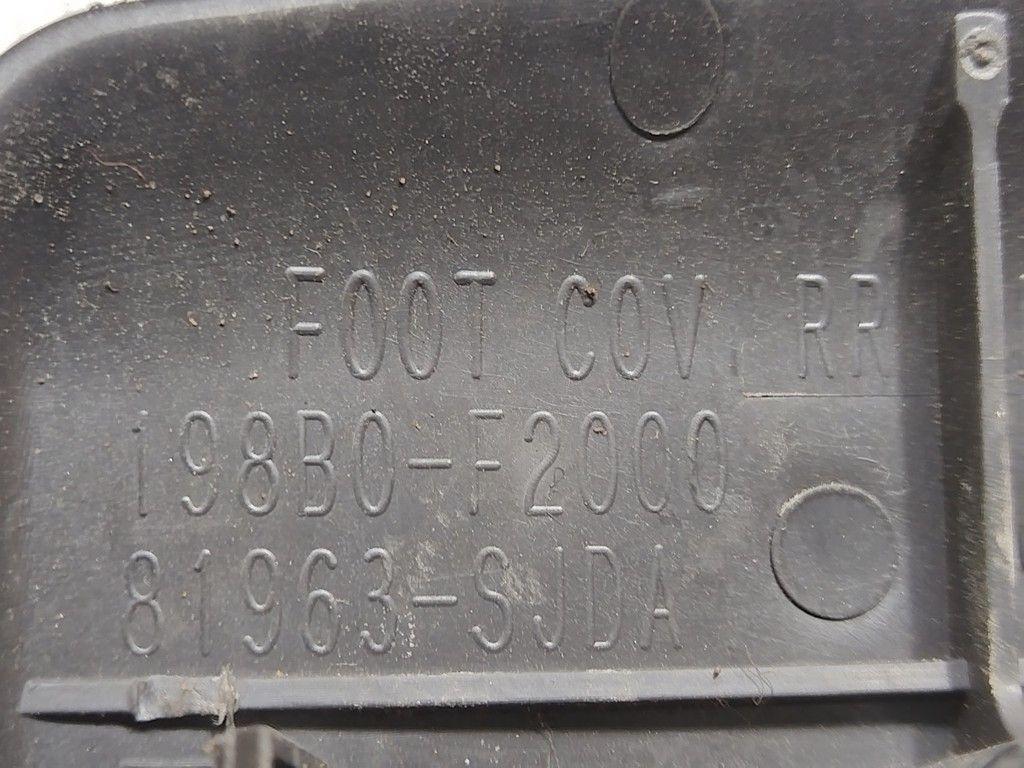 FOOT COV. RR
198B0-F2000
81963-SJDA